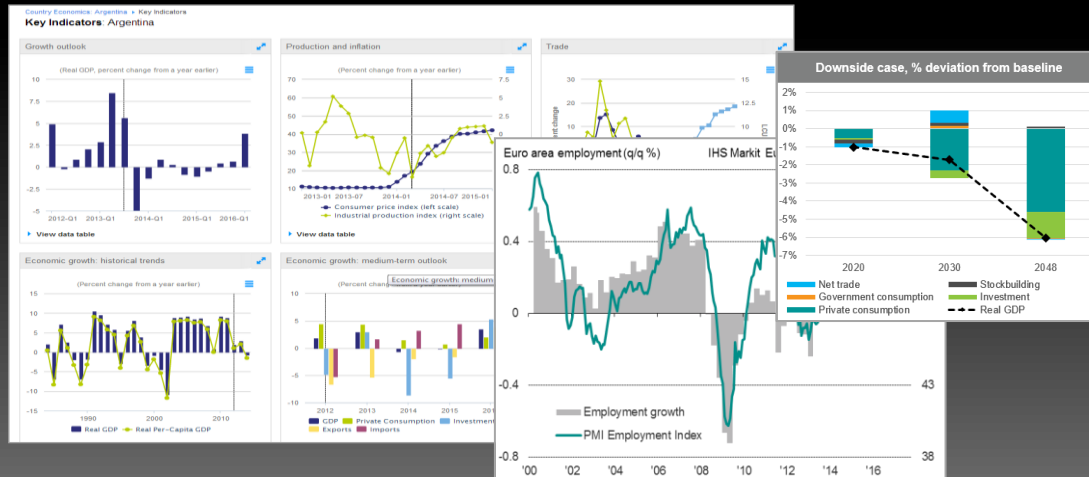 Country Economics: Argentina ▸ Key Indicators
Key Indicators: Argentina
Growth outlook
(Real GDP, percent change from a year earlier)
10
7.5
5
2.5
0
-2.5
-5
2012-Q1 2013-Q1 2014-Q1 2015-Q1 2016-Q1
View data table
Production and inflation
(Percent change from a year earlier)
70
60
50
40
30
20
10
7.5
5
2.5
0
2013-01 2013-07 2014-01 2014-07 2015-01
Consumer price index (left scale)
Industrial production index (right scale)
View data table
Trade
30
20
10
15
12.5
10
Economic growth: historical trends
(Percent change from a year earlier)
15
10
5
0
-5
-10
-15
1990 2000 2010
Real GDP Real Per-Capita GDP
Economic growth: medium-term outlook
(Percent chang
Economic growth: medium
10
5
0
-5
-10
2012 2013 2014 2015
GDP Private Consumption Investment
Exports Imports
Euro area employment (q/q %) IHS Markit
0.8
0.4
0
-0.4
-0.8
43
38
Employment growth
PMI Employment Index
'00 '02 '04 '06 '08 '10 '12 '14 '16
Downside case, % deviation from baseline
2%
1%
0%
-1%
-2%
-3%
-4%
-5%
-6%
-7%
2020 2030 2048
Net trade Stockbuilding
Government consumption Investment
Private consumption Real GDP